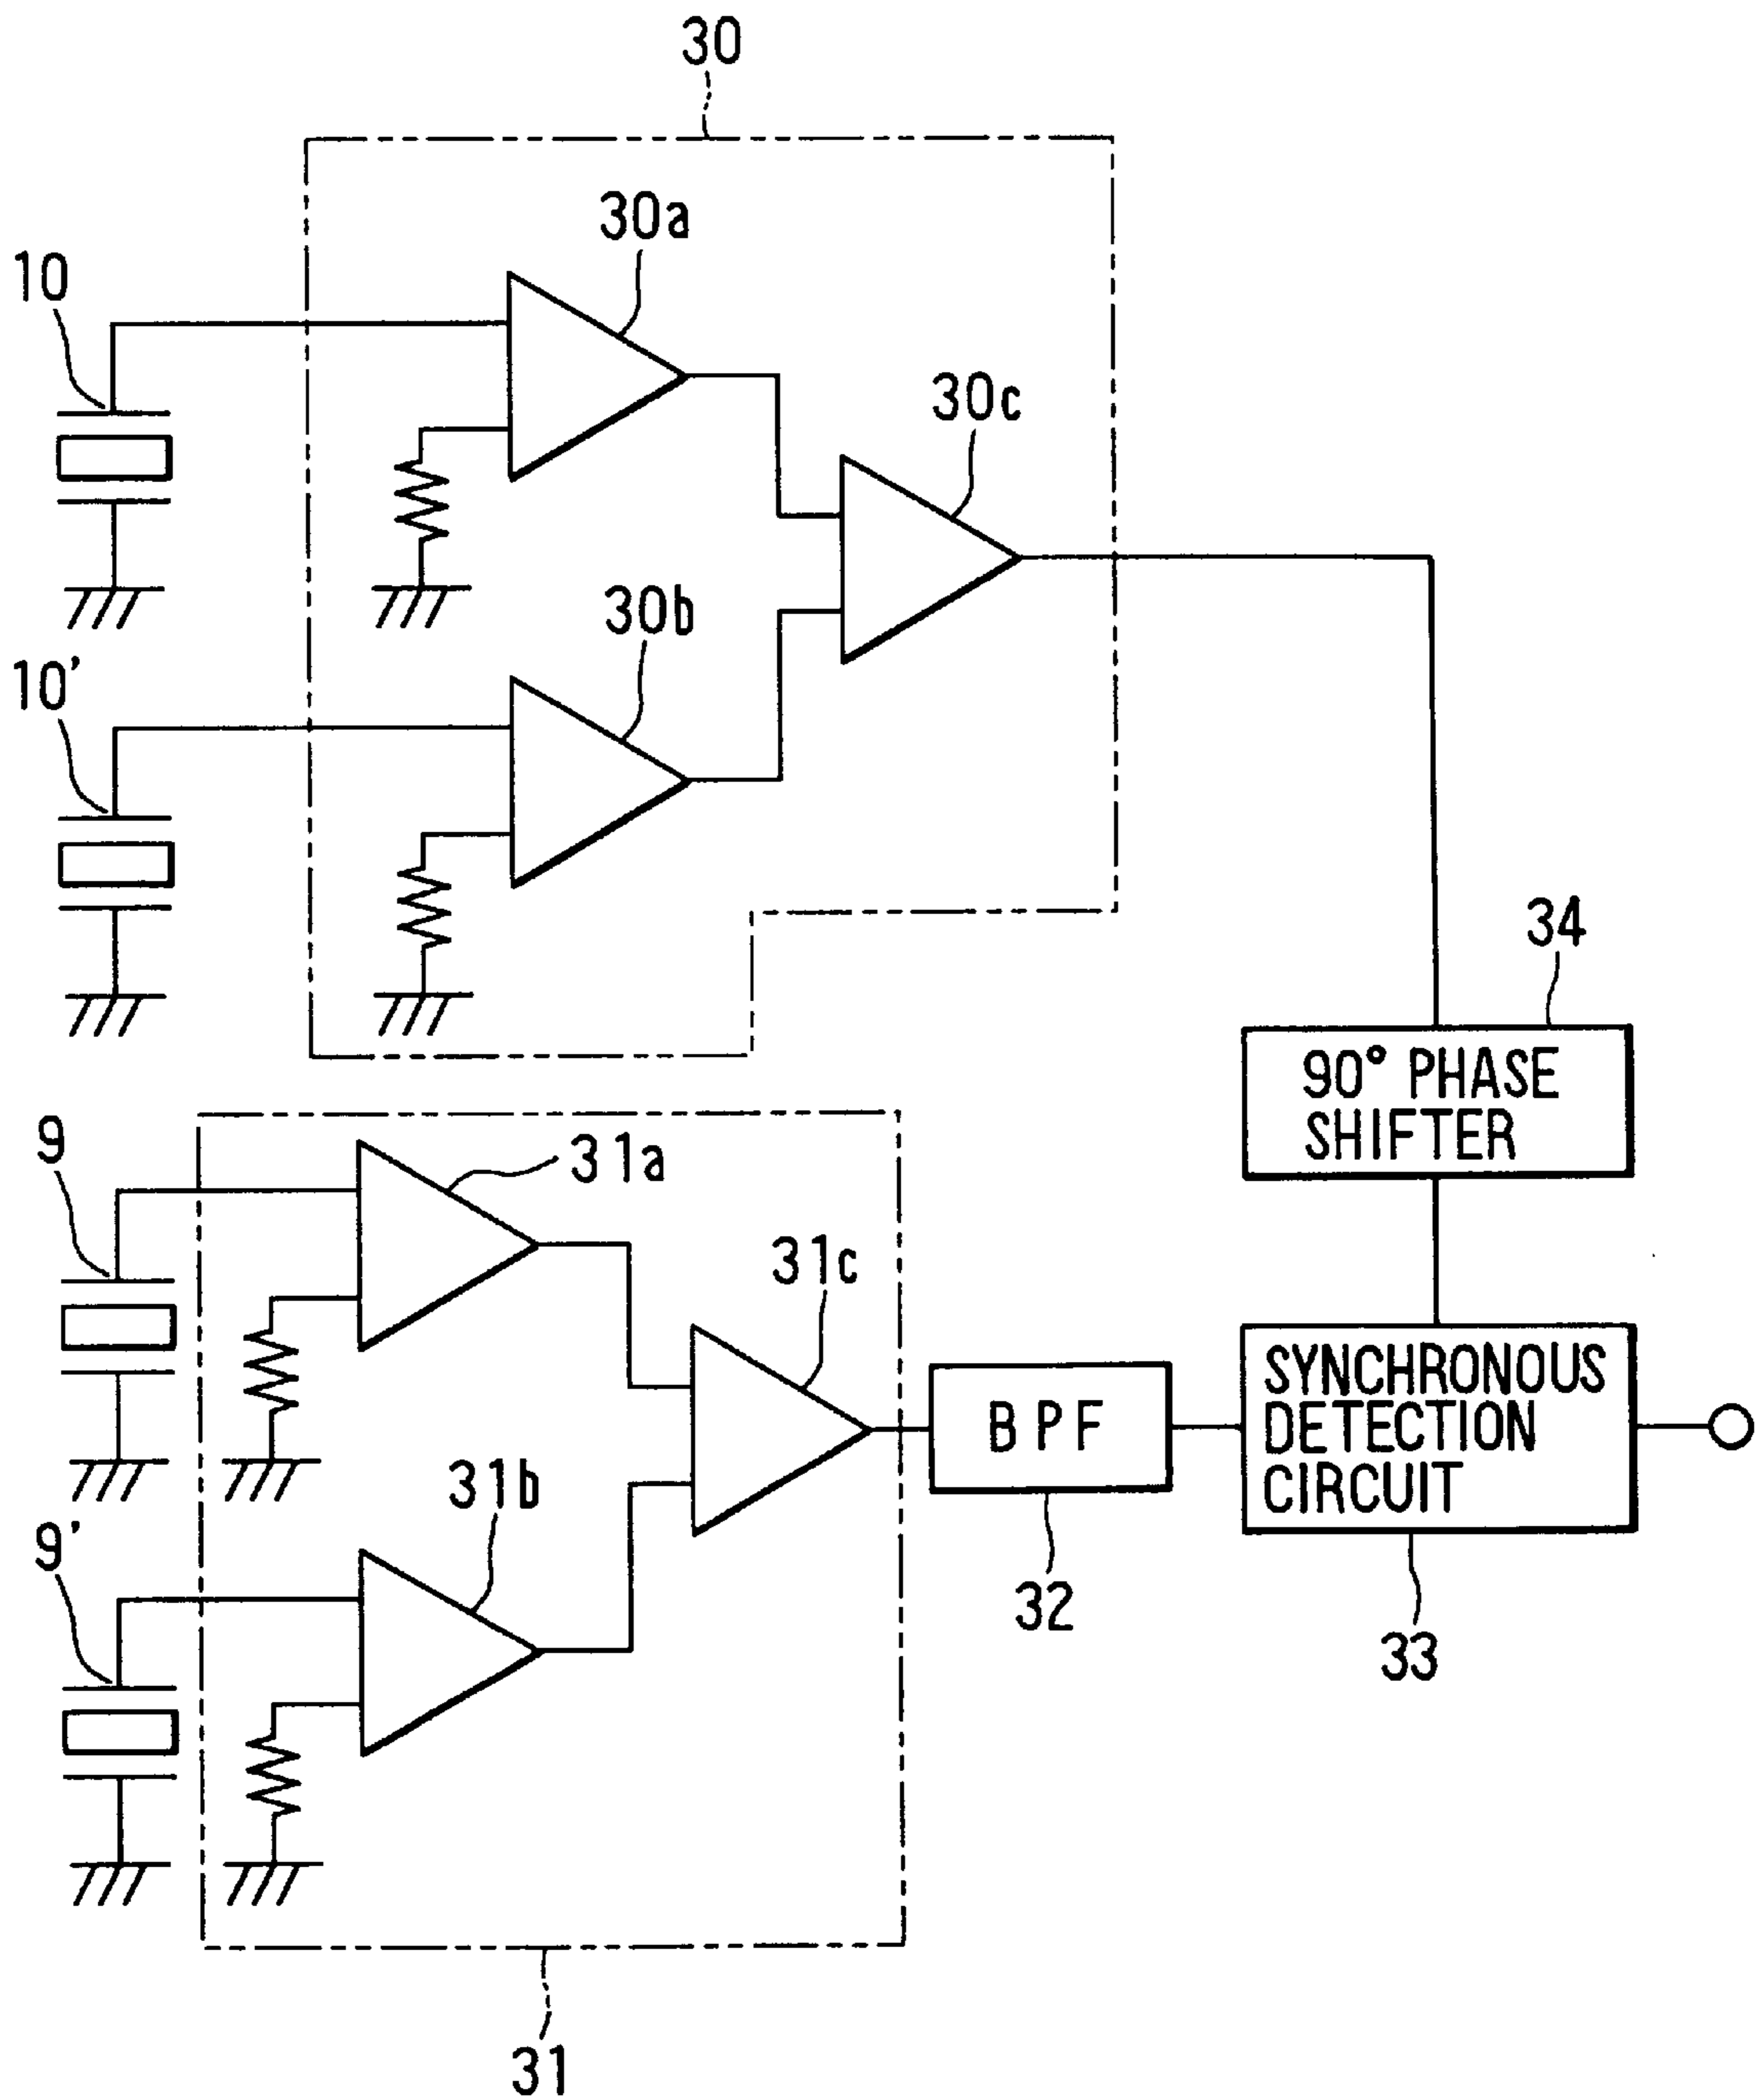 30
30a
10
30c
30b
10'
34
90° PHASE
SHIFTER
9
31a
31c
SYNCHRONOUS
DETECTION
CIRCUIT
BPF
31b
9'
32
33
31